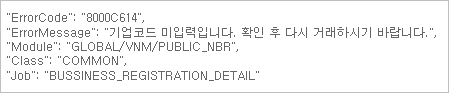 "ErrorCode": "8000C614",
"ErrorMessage": "기업코드 미입력입니다. 확인 후 다시 거래하시기 바랍니다.",
"Module": "GLOBAL/VNM/PUBLIC_NBR",
"Class": "COMMON",
"Job": "BUSSINESS_REGISTRATION_DETAIL"